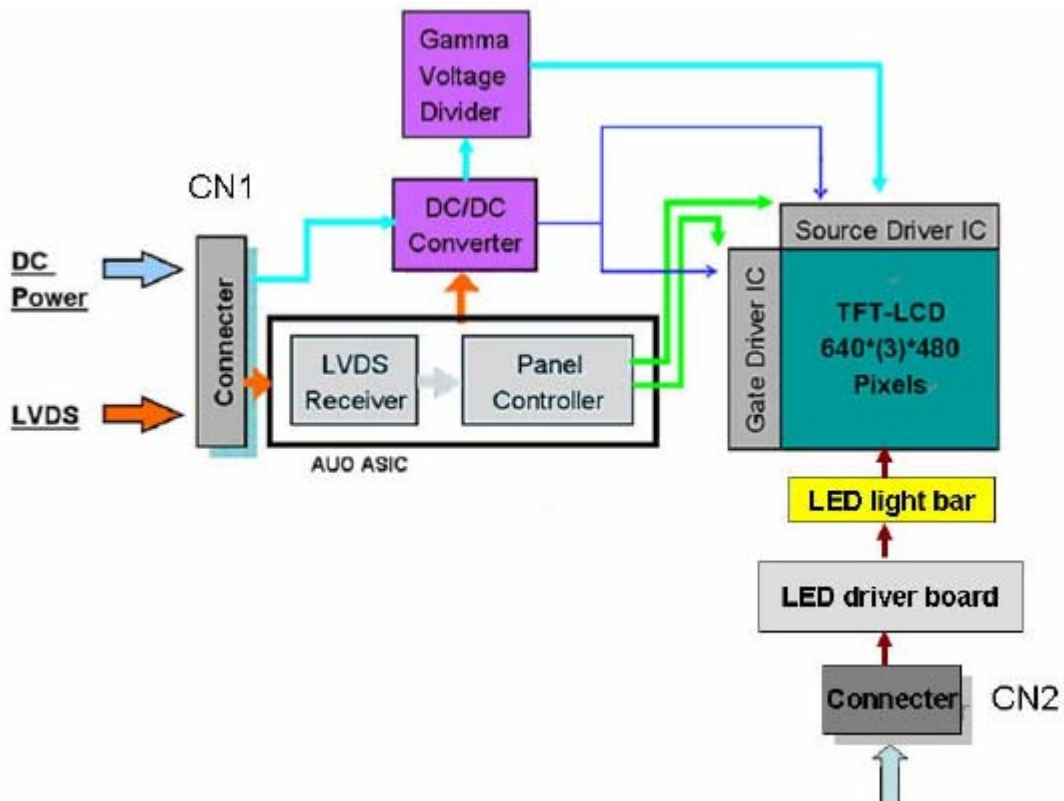 Gamma
Voltage
Divider
CN1
DC/DC
Converter
DC
Power
LVDS
Connecter
LVDS
Receiver
Panel
Controller
AUO ASIC
Source Driver IC
Gate Driver IC
TFT-LCD
640*(3)*480
Pixels
LED light bar
LED driver board
Connecter
CN2